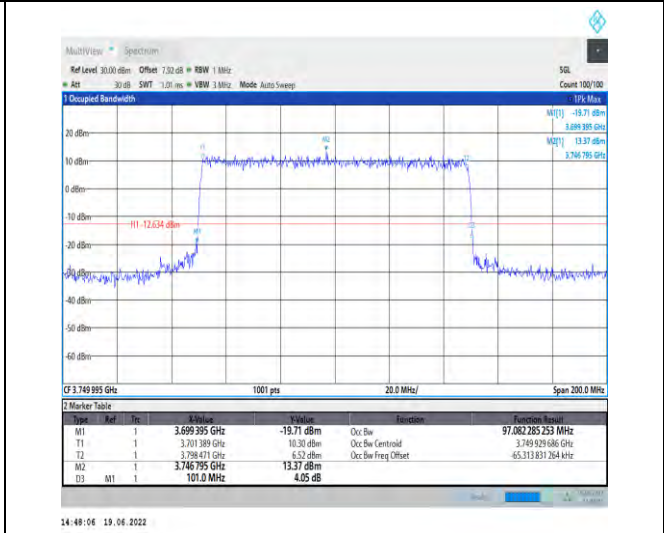 MultiView Spectrum
Ref Level 30.00 dBm Offset 7.92 dB RBW 1 MHz SGL
Att 30 dB SWT 1.01 ms VBW 3 MHz Mode Auto Sweep Count 100/100
1 Occupied Bandwidth 1Pk Max
M1[1] -19.71 dBm
3.699 395 GHz
20 dBm
M2[1] 13.37 dBm
3.746 795 GHz
M2
10 dBm
0 dBm
-10 dBm
H1 -12.634 dBm
M1
-20 dBm
-30 dBm
-40 dBm
-50 dBm
-60 dBm
CF 3.749 995 GHz 1001 pts 20.0 MHz/ Span 200.0 MHz
2 Marker Table
Type Ref Trc X-Value Y-Value Function Function Result
M1 1 3.699 395 GHz -19.71 dBm Occ Bw 97.082 285 253 MHz
T1 1 3.701 389 GHz 10.30 dBm Occ Bw Centroid 3.749 929 686 GHz
T2 1 3.798 471 GHz 6.52 dBm Occ Bw Freq Offset -65.313 831 264 kHz
M2 1 3.746 795 GHz 13.37 dBm
D3 M1 1 101.0 MHz 4.05 dB
14:48:06 19.06.2022